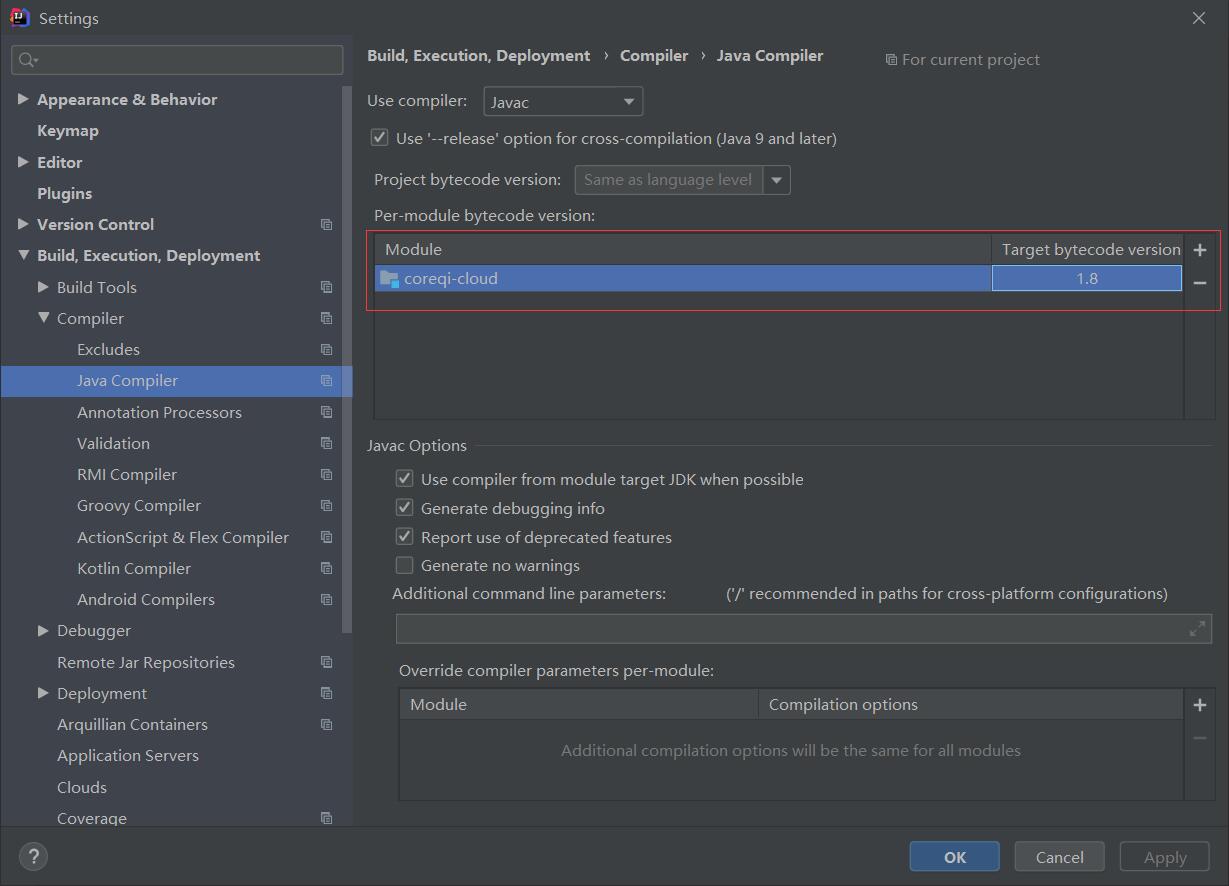 Settings
Appearance & Behavior
Keymap
Editor
Plugins
Version Control
Build, Execution, Deployment
Build Tools
Compiler
Excludes
Java Compiler
Annotation Processors
Validation
RMI Compiler
Groovy Compiler
ActionScript & Flex Compiler
Kotlin Compiler
Android Compilers
Debugger
Remote Jar Repositories
Deployment
Arquillian Containers
Application Servers
Clouds
Coverage
Build, Execution, Deployment › Compiler › Java Compiler For current project
Use compiler: Javac
Use '--release' option for cross-compilation (Java 9 and later)
Project bytecode version: Same as language level
Per-module bytecode version:
Module Target bytecode version +
coreqi-cloud 1.8 −
Javac Options
Use compiler from module target JDK when possible
Generate debugging info
Report use of deprecated features
Generate no warnings
Additional command line parameters: ('/' recommended in paths for cross-platform configurations)
Override compiler parameters per-module:
Module Compilation options +
Additional compilation options will be the same for all modules
? OK Cancel Apply